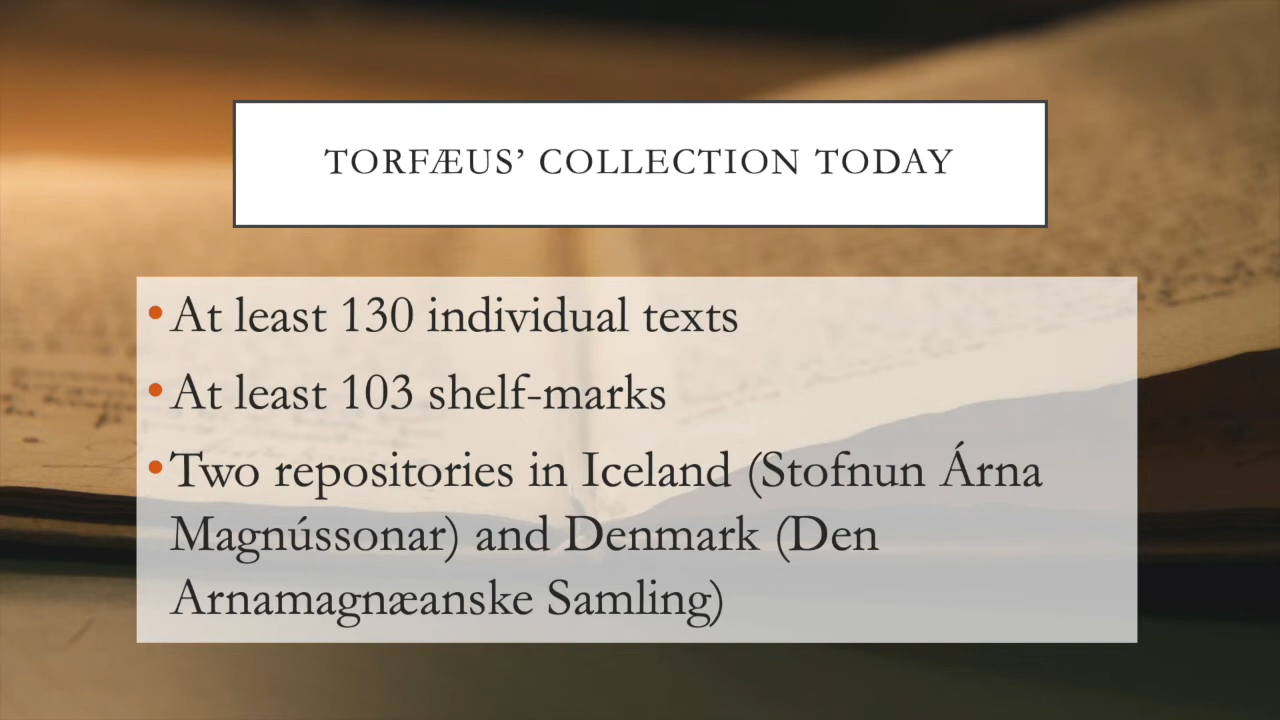 TORFÆUS’ COLLECTION TODAY
• At least 130 individual texts
• At least 103 shelf-marks
• Two repositories in Iceland (Stofnun Árna
Magnússonar) and Denmark (Den
Arnamagnæanske Samling)